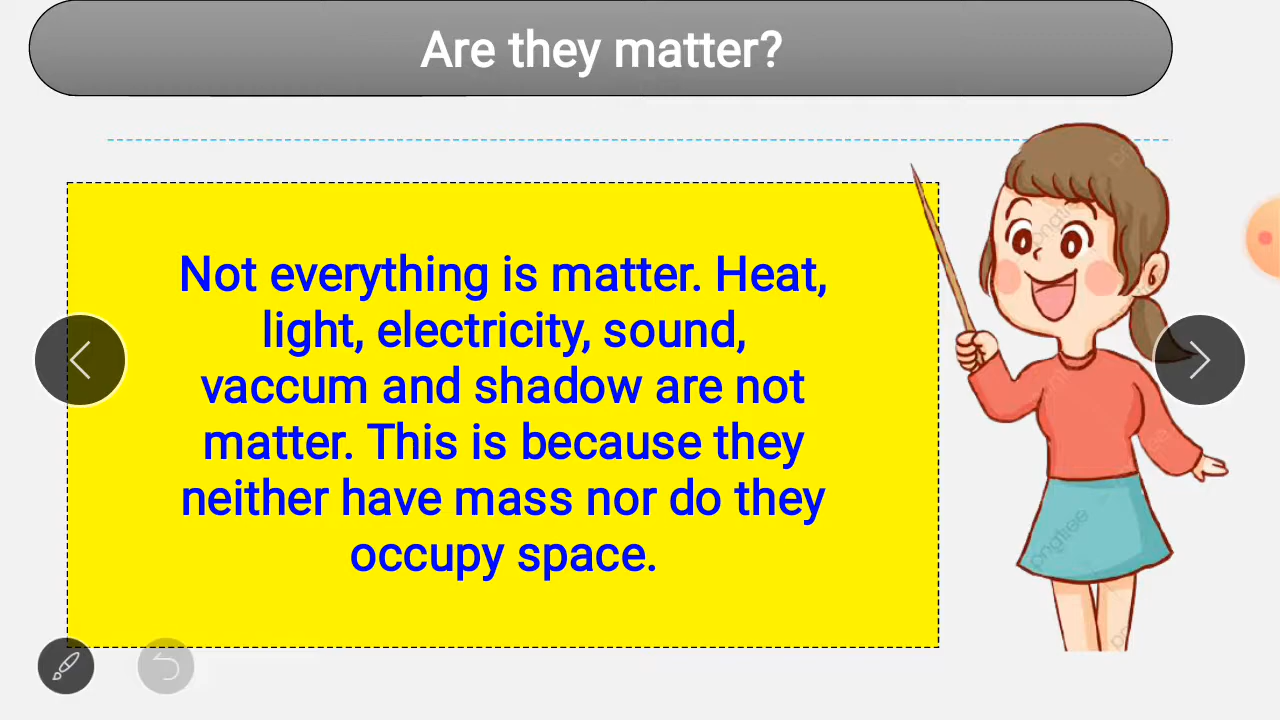 Are they matter?
Not everything is matter. Heat,
light, electricity, sound,
vaccum and shadow are not
matter. This is because they
neither have mass nor do they
occupy space.
pngtree